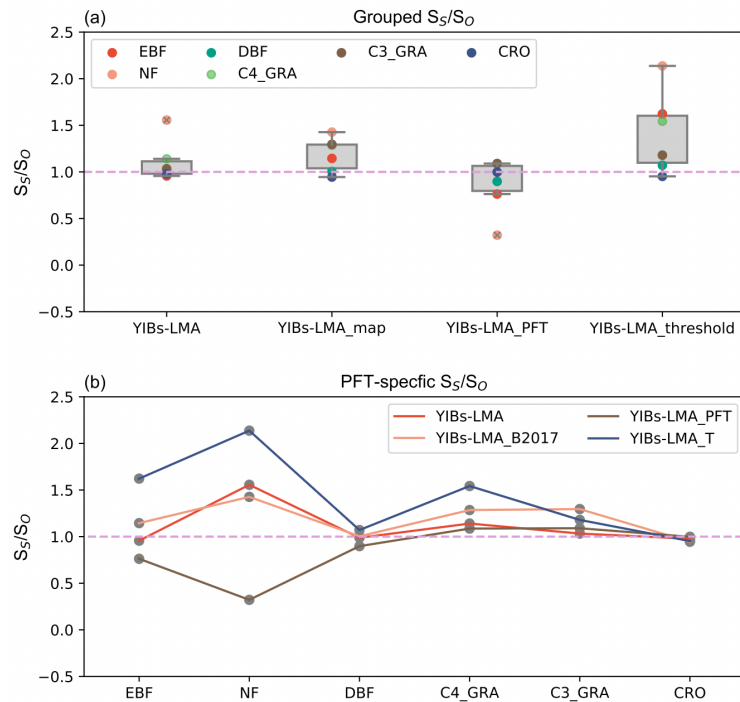 (a) Grouped S_S/S_O
2.5
2.0
1.5
1.0
0.5
0.0
−0.5
S_S/S_O
EBF DBF C3_GRA CRO
NF C4_GRA
YIBs-LMA YIBs-LMA_map YIBs-LMA_PFT YIBs-LMA_threshold
(b) PFT-specfic S_S/S_O
2.5
2.0
1.5
1.0
0.5
0.0
−0.5
S_S/S_O
YIBs-LMA YIBs-LMA_PFT
YIBs-LMA_B2017 YIBs-LMA_T
EBF NF DBF C4_GRA C3_GRA CRO